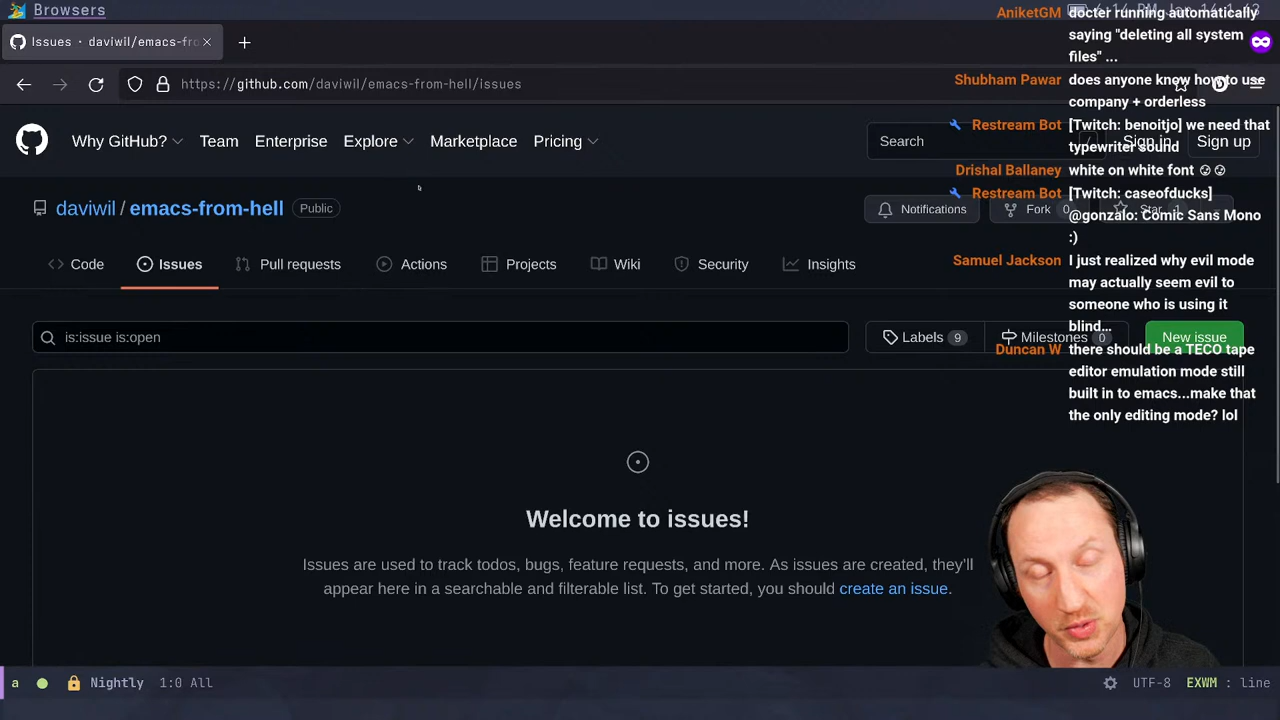 Browsers
Issues · daviwil/emacs-fro
https://github.com/daviwil/emacs-from-hell/issues
Why GitHub?
Team
Enterprise
Explore
Marketplace
Pricing
Search
Sign in
Sign up
daviwil / emacs-from-hell
Public
Notifications
Fork 0
Star 1
Code
Issues
Pull requests
Actions
Projects
Wiki
Security
Insights
is:issue is:open
Labels 9
Milestones 0
New issue
Welcome to issues!
Issues are used to track todos, bugs, feature requests, and more. As issues are created, they'll
appear here in a searchable and filterable list. To get started, you should create an issue.
AniketGM docter running automatically
saying "deleting all system
files" ...
Shubham Pawar does anyone know how to use
company + orderless
Restream Bot [Twitch: benoitjo] we need that
typewriter sound
Drishal Ballaney white on white font
Restream Bot [Twitch: caseofducks]
@gonzalo: Comic Sans Mono
:)
Samuel Jackson I just realized why evil mode
may actually seem evil to
someone who is using it
blind...
Duncan W there should be a TECO tape
editor emulation mode still
built in to emacs...make that
the only editing mode? lol
a Nightly 1:0 All
UTF-8 EXWM : line